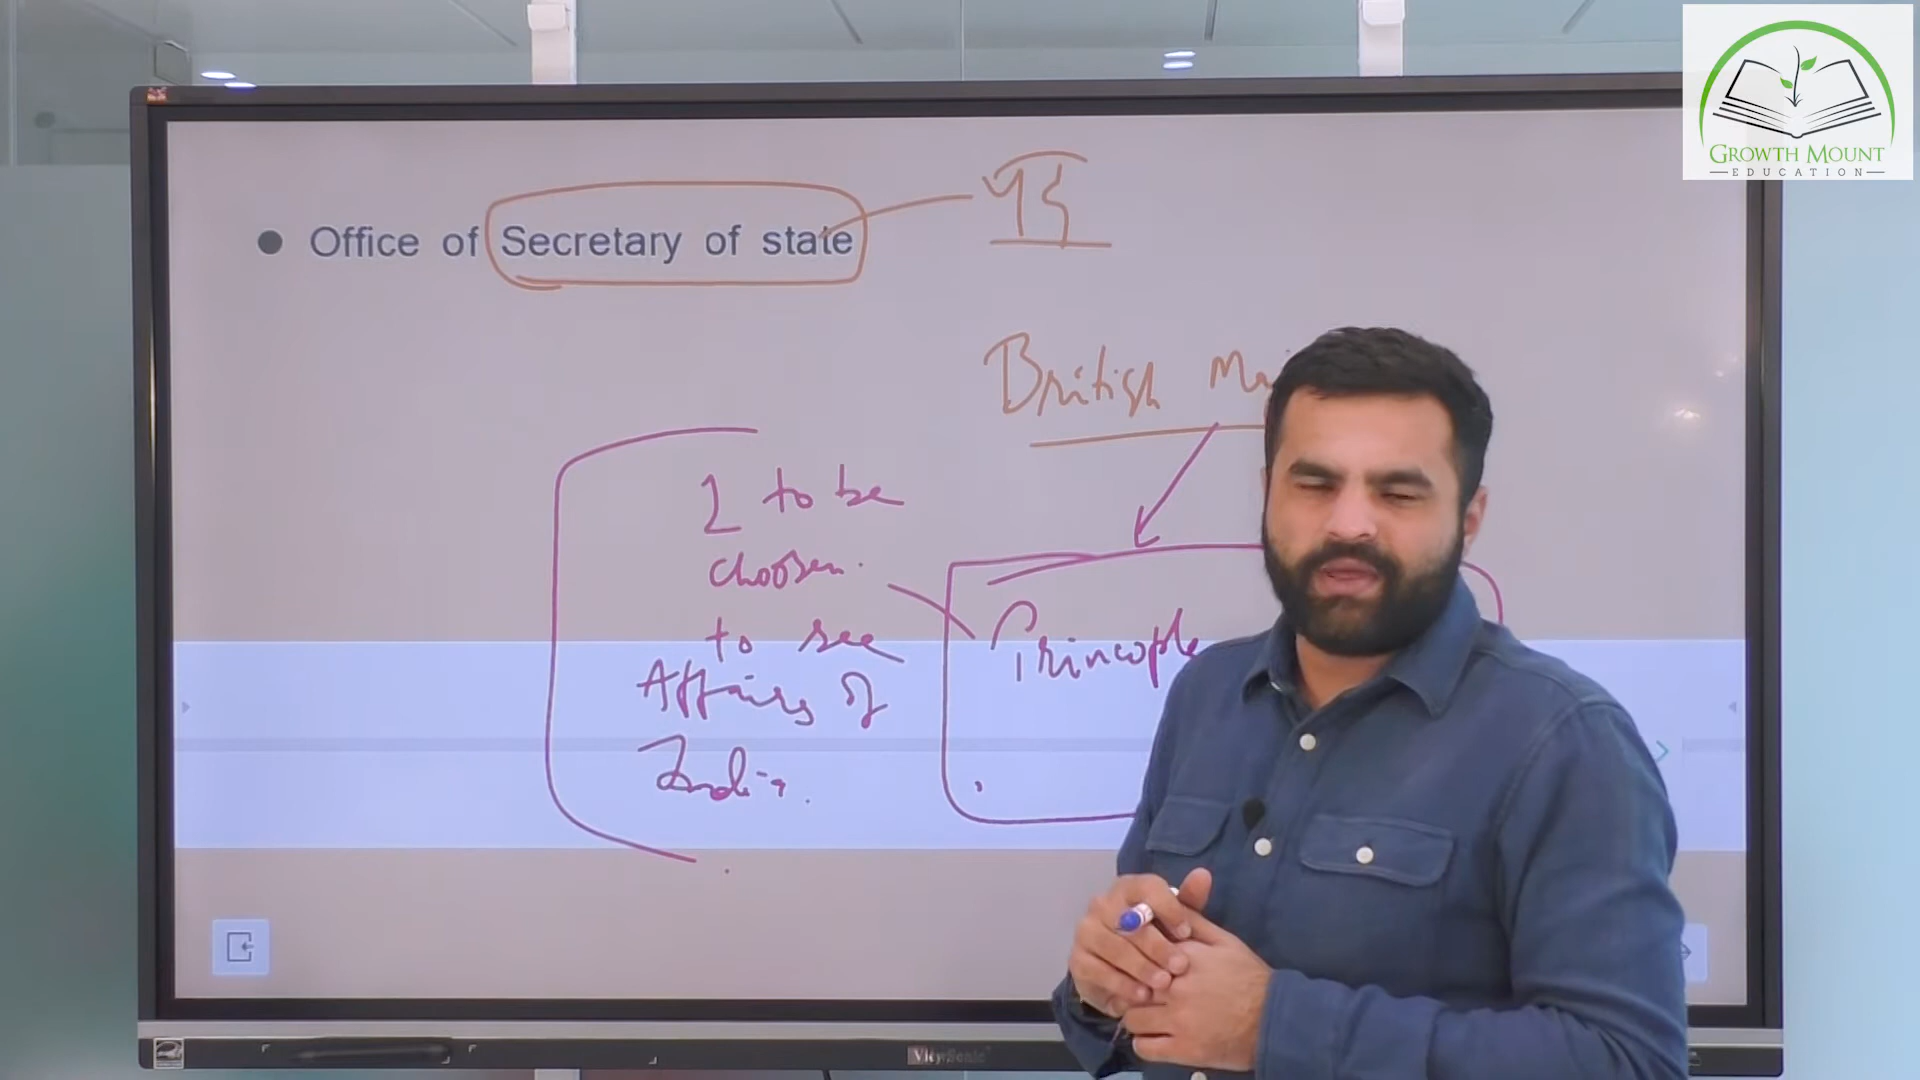 GROWTH MOUNT
EDUCATION
● Office of Secretary of state
British
1 to be
choosen.
to see
Affairs of
India.
Principle
ViewSonic